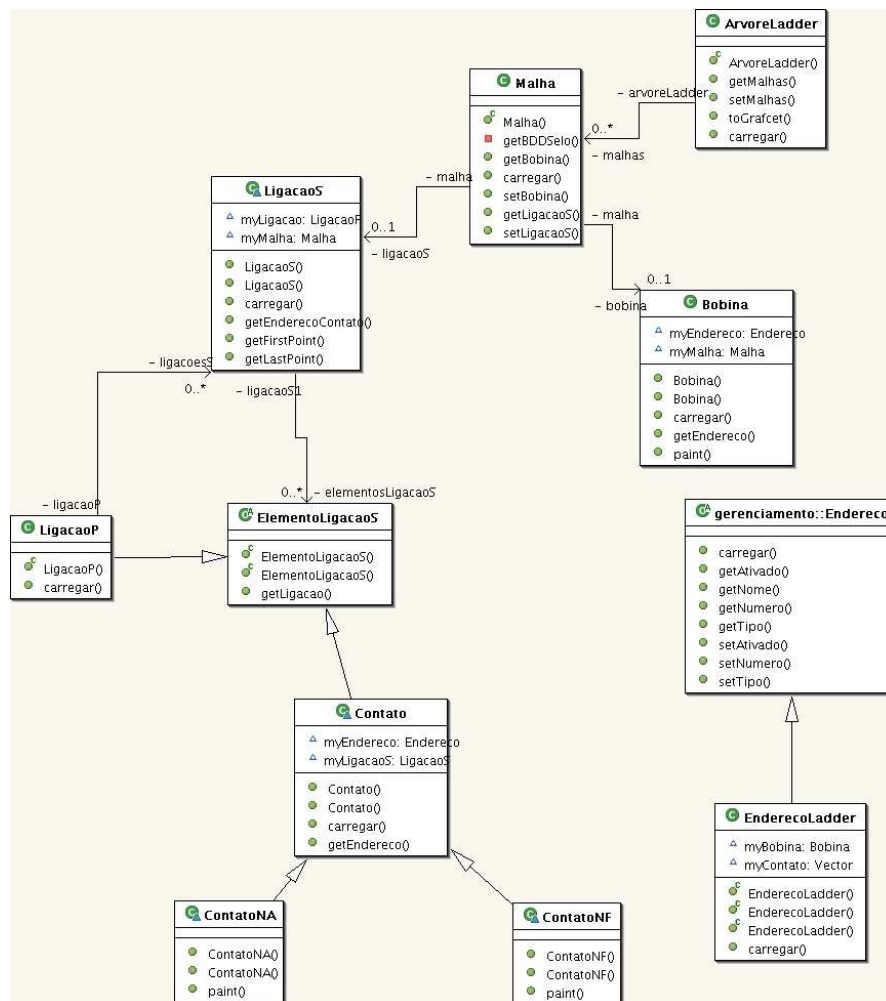 ArvoreLadder
ArvoreLadder()
getMalhas()
setMalhas()
toGrafcet()
carregar()
- arvoreLadder
0..*
- malhas
Malha
Malha()
getBDDSelo()
getBobina()
carregar()
setBobina()
getLigacaoS()
setLigacaoS()
- malha
0..1
- ligacaoS
- malha
0..1
- bobina
LigacaoS
myLigacao: LigacaoP
myMalha: Malha
LigacaoS()
LigacaoS()
carregar()
getEnderecoContato()
getFirstPoint()
getLastPoint()
Bobina
myEndereco: Endereco
myMalha: Malha
Bobina()
Bobina()
carregar()
getEndereco()
paint()
- ligacoesS
0..*
- ligacaoS1
0..*
- elementosLigacaoS
- ligacaoP
LigacaoP
LigacaoP()
carregar()
ElementoLigacaoS
ElementoLigacaoS()
ElementoLigacaoS()
getLigacao()
gerenciamento::Endereco
carregar()
getAtivado()
getNome()
getNumero()
getTipo()
setAtivado()
setNumero()
setTipo()
Contato
myEndereco: Endereco
myLigacaoS: LigacaoS
Contato()
Contato()
carregar()
getEndereco()
EnderecoLadder
myBobina: Bobina
myContato: Vector
EnderecoLadder()
EnderecoLadder()
EnderecoLadder()
carregar()
ContatoNA
ContatoNA()
ContatoNA()
paint()
ContatoNF
ContatoNF()
ContatoNF()
paint()